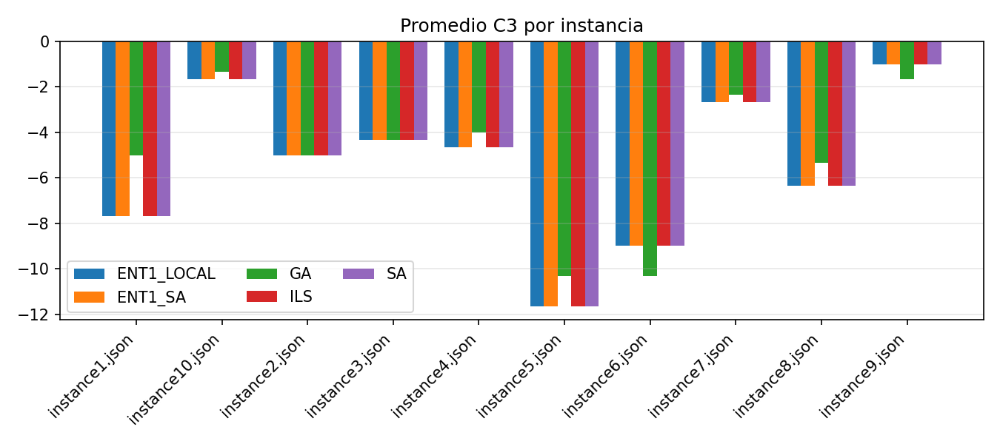 Promedio C3 por instancia
0
−2
−4
−6
−8
−10
−12
ENT1_LOCAL
ENT1_SA
GA
ILS
SA
instance1.json
instance10.json
instance2.json
instance3.json
instance4.json
instance5.json
instance6.json
instance7.json
instance8.json
instance9.json